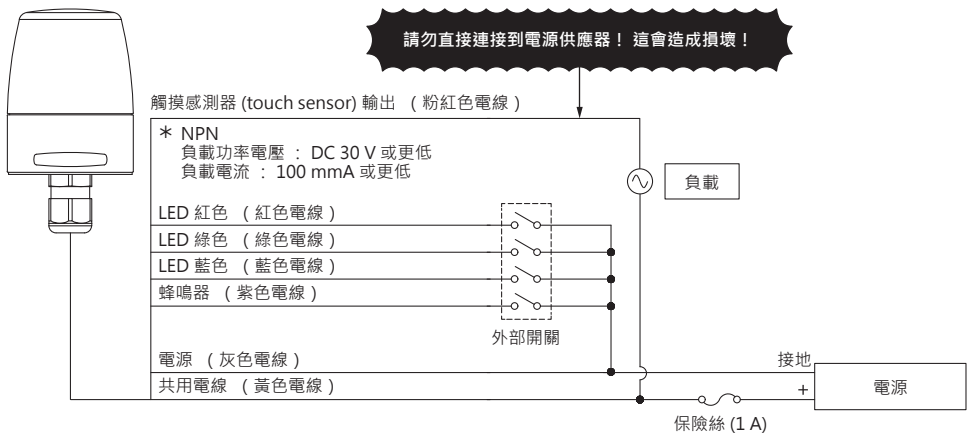 請勿直接連接到電源供應器！ 這會造成損壞！
觸摸感測器 (touch sensor) 輸出 （粉紅色電線）
＊ NPN
負載功率電壓 ： DC 30 V 或更低
負載電流 ： 100 mmA 或更低
負載
LED 紅色 （紅色電線）
LED 綠色 （綠色電線）
LED 藍色 （藍色電線）
蜂鳴器 （紫色電線）
外部開關
電源 （灰色電線）
接地
共用電線 （黃色電線）
+
電源
保險絲 (1 A)